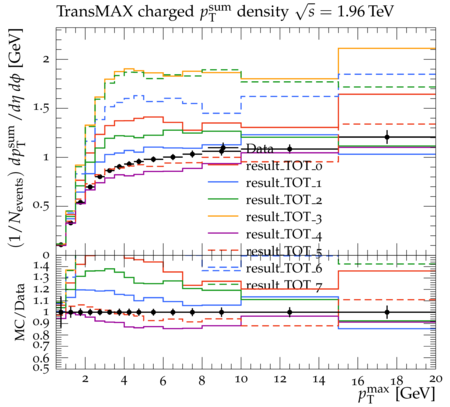 TransMAX charged p_T^sum density √s = 1.96 TeV
(1/N_events) dp_T^sum/dη dϕ [GeV]
2
1.5
1
0.5
0
Data
result_TOT_0
result_TOT_1
result_TOT_2
result_TOT_3
result_TOT_4
result_TOT_5
result_TOT_6
result_TOT_7
MC/Data
1.4
1.3
1.2
1.1
1
0.9
0.8
0.7
0.6
0.5
2 4 6 8 10 12 14 16 18 20
p_T^max [GeV]